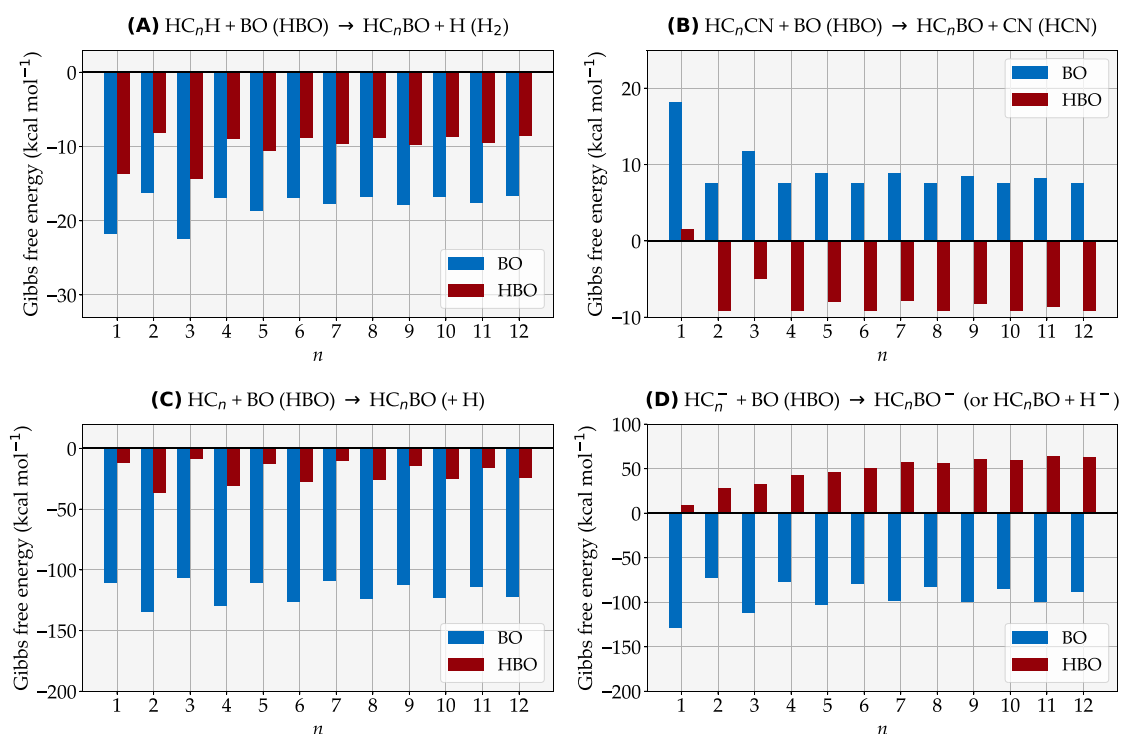 (A) HCₙH + BO (HBO) → HCₙBO + H (H₂)
Gibbs free energy (kcal mol⁻¹)
0
−10
−20
−30
BO
HBO
1 2 3 4 5 6 7 8 9 10 11 12
n
(B) HCₙCN + BO (HBO) → HCₙBO + CN (HCN)
Gibbs free energy (kcal mol⁻¹)
20
10
0
−10
BO
HBO
1 2 3 4 5 6 7 8 9 10 11 12
n
(C) HCₙ + BO (HBO) → HCₙBO (+ H)
Gibbs free energy (kcal mol⁻¹)
0
−50
−100
−150
−200
BO
HBO
1 2 3 4 5 6 7 8 9 10 11 12
n
(D) HCₙ⁻ + BO (HBO) → HCₙBO⁻ (or HCₙBO + H⁻)
Gibbs free energy (kcal mol⁻¹)
100
50
0
−50
−100
−150
−200
BO
HBO
1 2 3 4 5 6 7 8 9 10 11 12
n